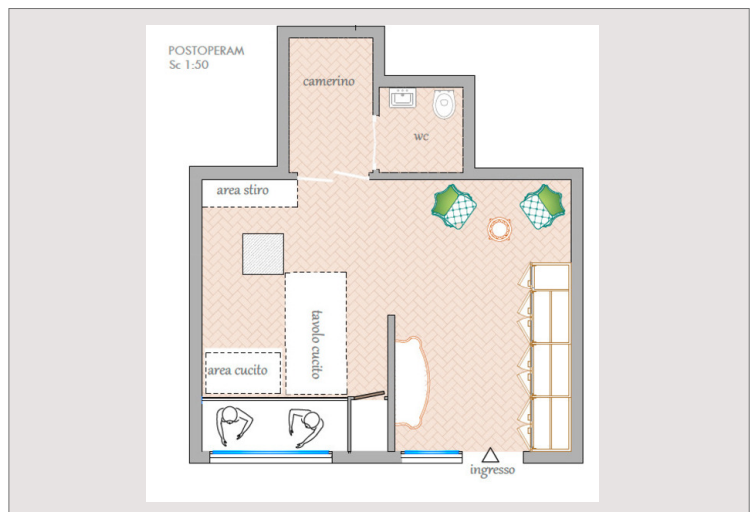 POSTOPERAM
Sc 1:50
camerino
wc
area stiro
tavolo cucito
area cucito
ingresso